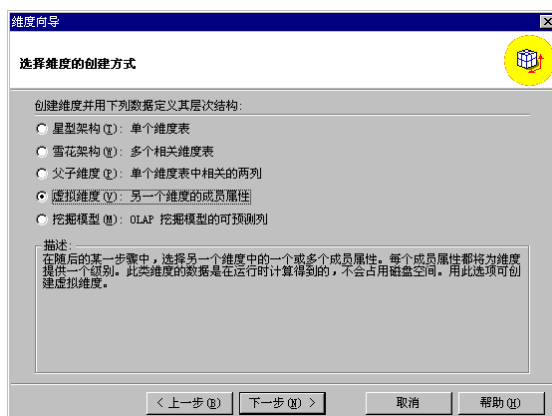 维度向导
选择维度的创建方式
创建维度并用下列数据定义其层次结构:
星型架构(T): 单个维度表
雪花架构(W): 多个相关维度表
父子维度(P): 单个维度表中相关的两列
虚拟维度(V): 另一个维度的成员属性
挖掘模型(M): OLAP 挖掘模型的可预测列
描述:
在随后的某一步骤中，选择另一个维度中的一个或多个成员属性。每个成员属性都将为维度
提供一个级别。此类维度的数据是在运行时计算得到的，不会占用磁盘空间。用此选项可创
建虚拟维度。
< 上一步(B) 下一步(N) > 取消 帮助(H)